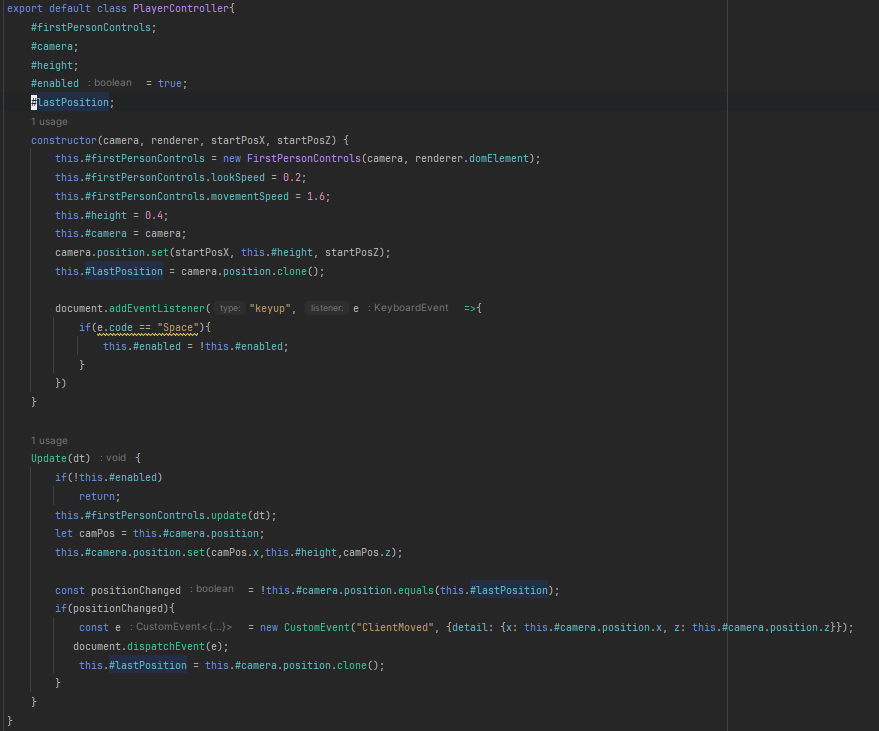 export default class PlayerController{
#firstPersonControls;
#camera;
#height;
#enabled : boolean = true;
#lastPosition;
1 usage
constructor(camera, renderer, startPosX, startPosZ) {
this.#firstPersonControls = new FirstPersonControls(camera, renderer.domElement);
this.#firstPersonControls.lookSpeed = 0.2;
this.#firstPersonControls.movementSpeed = 1.6;
this.#height = 0.4;
this.#camera = camera;
camera.position.set(startPosX, this.#height, startPosZ);
this.#lastPosition = camera.position.clone();
document.addEventListener( type: "keyup", listener: e : KeyboardEvent =>{
if(e.code == "Space"){
this.#enabled = !this.#enabled;
}
})
}
1 usage
Update(dt) : void {
if(!this.#enabled)
return;
this.#firstPersonControls.update(dt);
let camPos = this.#camera.position;
this.#camera.position.set(camPos.x,this.#height,camPos.z);
const positionChanged : boolean = !this.#camera.position.equals(this.#lastPosition);
if(positionChanged){
const e : CustomEvent<{...}> = new CustomEvent("ClientMoved", {detail: {x: this.#camera.position.x, z: this.#camera.position.z}});
document.dispatchEvent(e);
this.#lastPosition = this.#camera.position.clone();
}
}
}